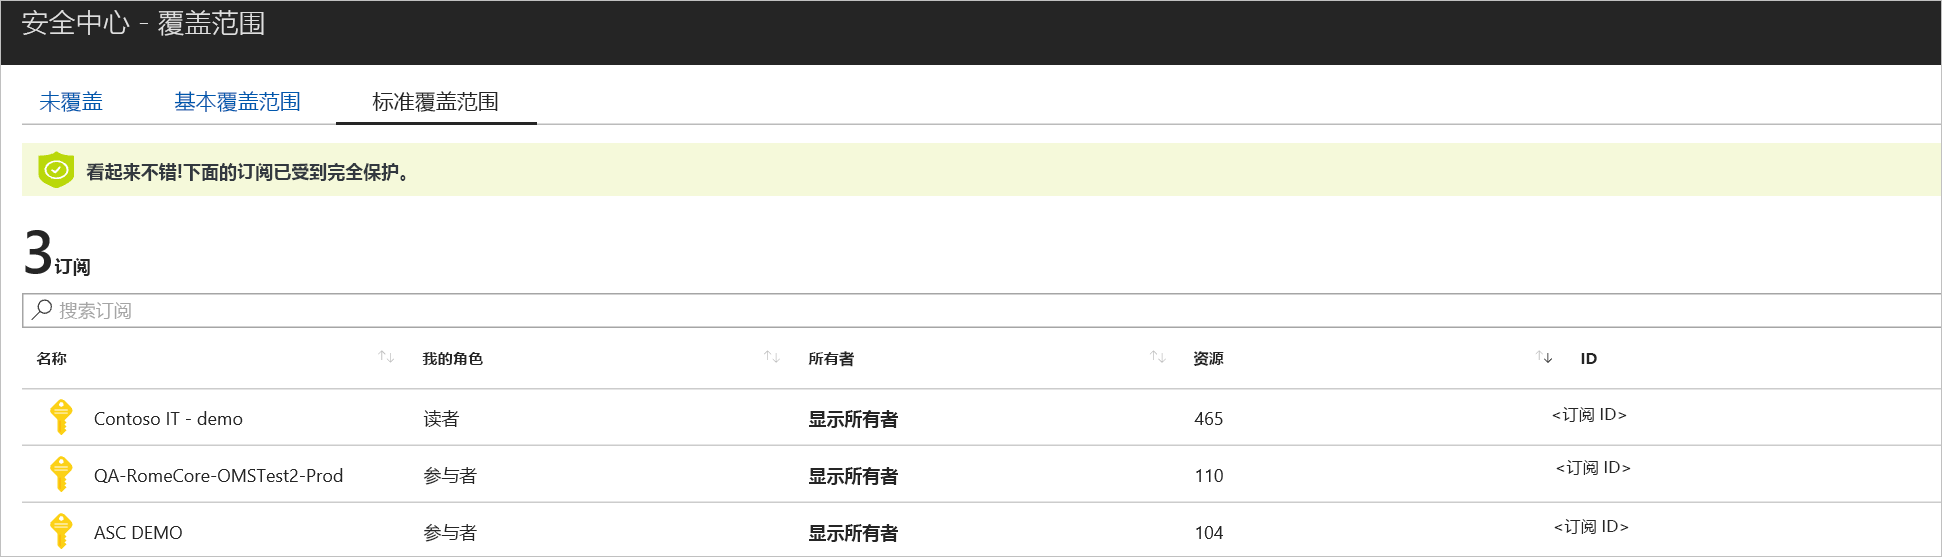 安全中心 - 覆盖范围
未覆盖 基本覆盖范围 标准覆盖范围
看起来不错!下面的订阅已受到完全保护。
3订阅
搜索订阅
名称 我的角色 所有者 资源 ID
Contoso IT - demo 读者 显示所有者 465 <订阅 ID>
QA-RomeCore-OMSTest2-Prod 参与者 显示所有者 110 <订阅 ID>
ASC DEMO 参与者 显示所有者 104 <订阅 ID>